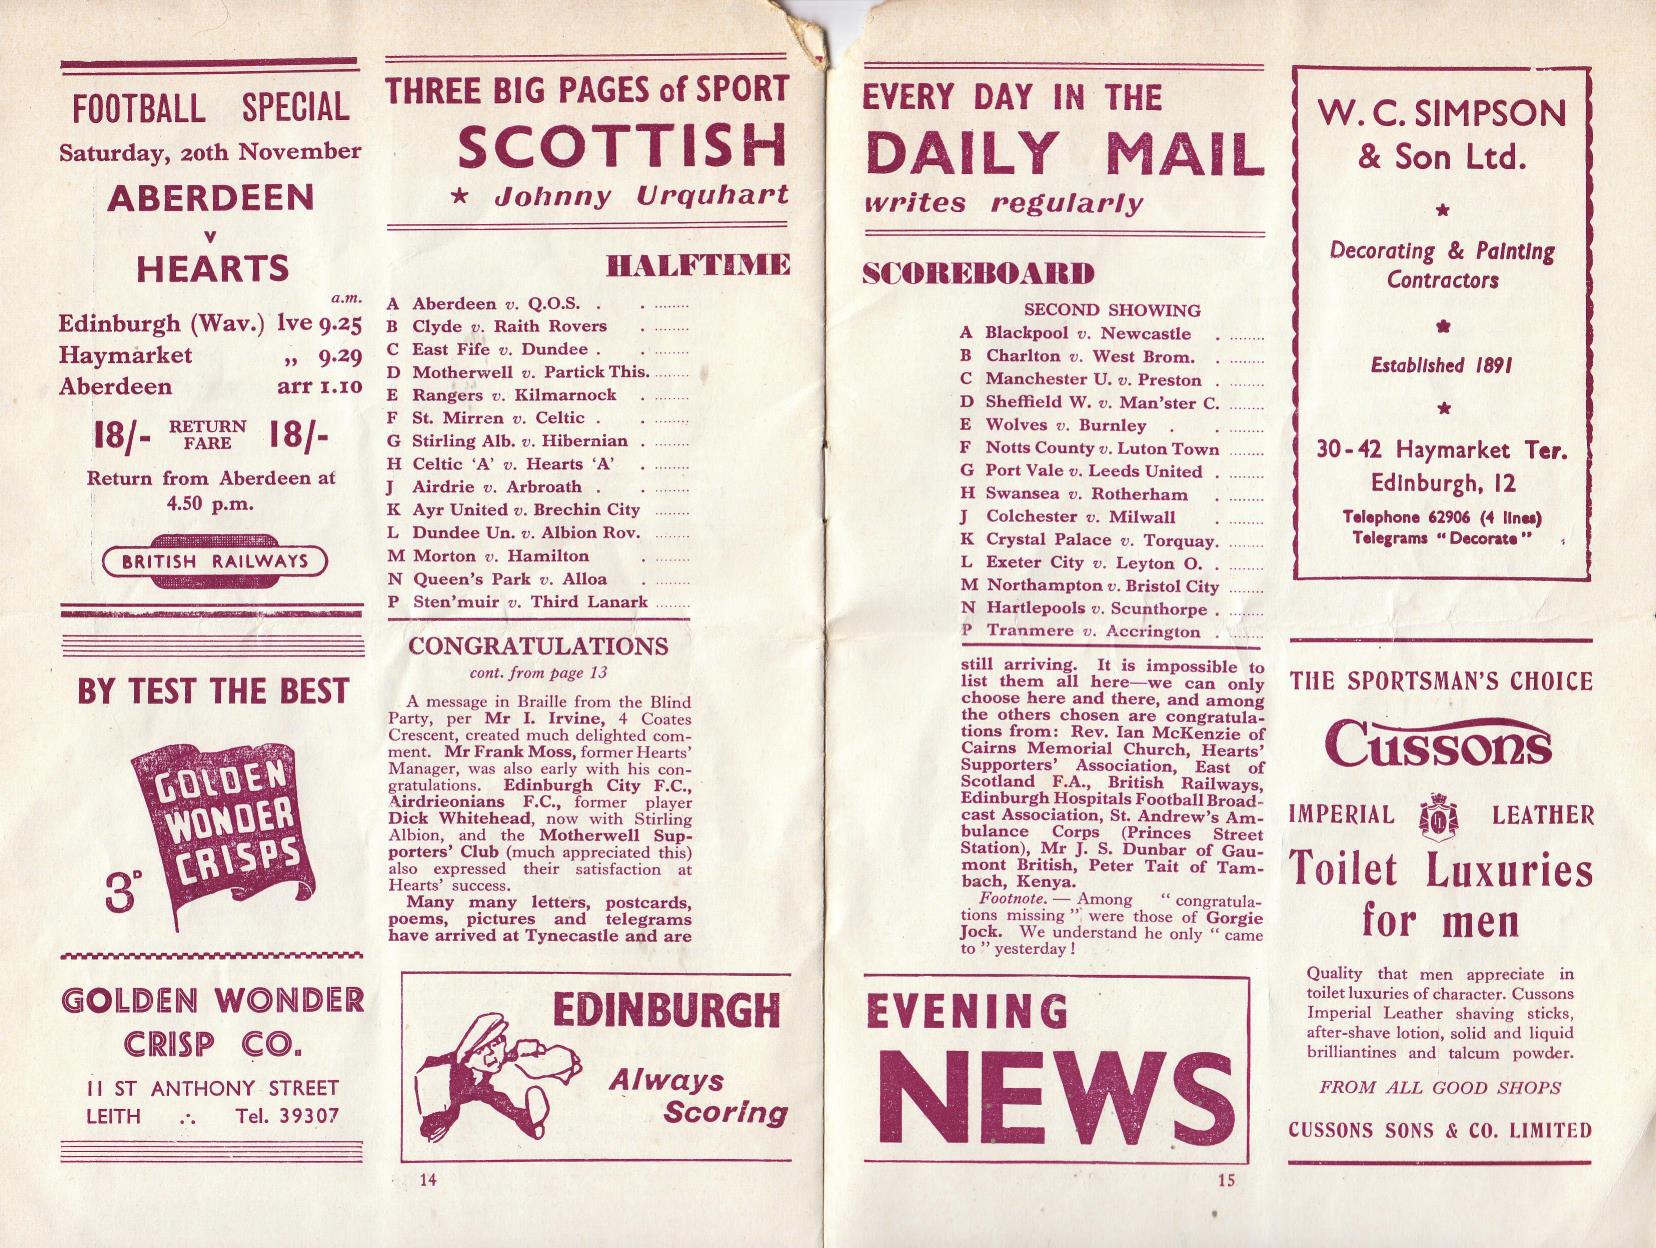 FOOTBALL SPECIAL
Saturday, 20th November
ABERDEEN
v
HEARTS
a.m.
Edinburgh (Wav.) lve 9.25
Haymarket ,, 9.29
Aberdeen arr 1.10
18/- RETURN FARE 18/-
Return from Aberdeen at
4.50 p.m.
BRITISH RAILWAYS
BY TEST THE BEST
GOLDEN
WONDER
CRISPS
3D
GOLDEN WONDER
CRISP CO.
11 ST ANTHONY STREET
LEITH ∴ Tel. 39307
THREE BIG PAGES of SPORT
SCOTTISH
★ Johnny Urquhart
HALFTIME
A Aberdeen v. Q.O.S. . . ........
B Clyde v. Raith Rovers . ........
C East Fife v. Dundee . . ........
D Motherwell v. Partick This. ........
E Rangers v. Kilmarnock . ........
F St. Mirren v. Celtic . . ........
G Stirling Alb. v. Hibernian . ........
H Celtic ‘A’ v. Hearts ‘A’ . ........
J Airdrie v. Arbroath . . ........
K Ayr United v. Brechin City ........
L Dundee Un. v. Albion Rov. ........
M Morton v. Hamilton . ........
N Queen's Park v. Alloa . ........
P Sten'muir v. Third Lanark ........
CONGRATULATIONS
cont. from page 13
A message in Braille from the Blind
Party, per Mr I. Irvine, 4 Coates
Crescent, created much delighted com-
ment. Mr Frank Moss, former Hearts'
Manager, was also early with his con-
gratulations. Edinburgh City F.C.,
Airdrieonians F.C., former player
Dick Whitehead, now with Stirling
Albion, and the Motherwell Sup-
porters' Club (much appreciated this)
also expressed their satisfaction at
Hearts' success.
Many many letters, postcards,
poems, pictures and telegrams
have arrived at Tynecastle and are
EDINBURGH
Always
Scoring
14
EVERY DAY IN THE
DAILY MAIL
writes regularly
SCOREBOARD
SECOND SHOWING
A Blackpool v. Newcastle . ........
B Charlton v. West Brom. . ........
C Manchester U. v. Preston . ........
D Sheffield W. v. Man'ster C. ........
E Wolves v. Burnley . . ........
F Notts County v. Luton Town ........
G Port Vale v. Leeds United . ........
H Swansea v. Rotherham . ........
J Colchester v. Millwall . ........
K Crystal Palace v. Torquay. ........
L Exeter City v. Leyton O. . ........
M Northampton v. Bristol City ........
N Hartlepools v. Scunthorpe . ........
P Tranmere v. Accrington . ........
still arriving. It is impossible to
list them all here—we can only
choose here and there, and among
the others chosen are congratula-
tions from: Rev. Ian McKenzie of
Cairns Memorial Church, Hearts'
Supporters' Association, East of
Scotland F.A., British Railways,
Edinburgh Hospitals Football Broad-
cast Association, St. Andrew's Am-
bulance Corps (Princes Street
Station), Mr J. S. Dunbar of Gau-
mont British, Peter Tait of Tam-
bach, Kenya.
Footnote. — Among “ congratula-
tions missing ” were those of Gorgie
Jock. We understand he only “ came
to ” yesterday !
EVENING
NEWS
15
W. C. SIMPSON
& Son Ltd.
★
Decorating & Painting
Contractors
★
Established 1891
★
30-42 Haymarket Ter.
Edinburgh, 12
Telephone 62906 (4 lines)
Telegrams “ Decorate ”
THE SPORTSMAN'S CHOICE
Cussons
IMPERIAL LEATHER
Toilet Luxuries
for men
Quality that men appreciate in
toilet luxuries of character. Cussons
Imperial Leather shaving sticks,
after-shave lotion, solid and liquid
brilliantines and talcum powder.
FROM ALL GOOD SHOPS
CUSSONS SONS & CO. LIMITED